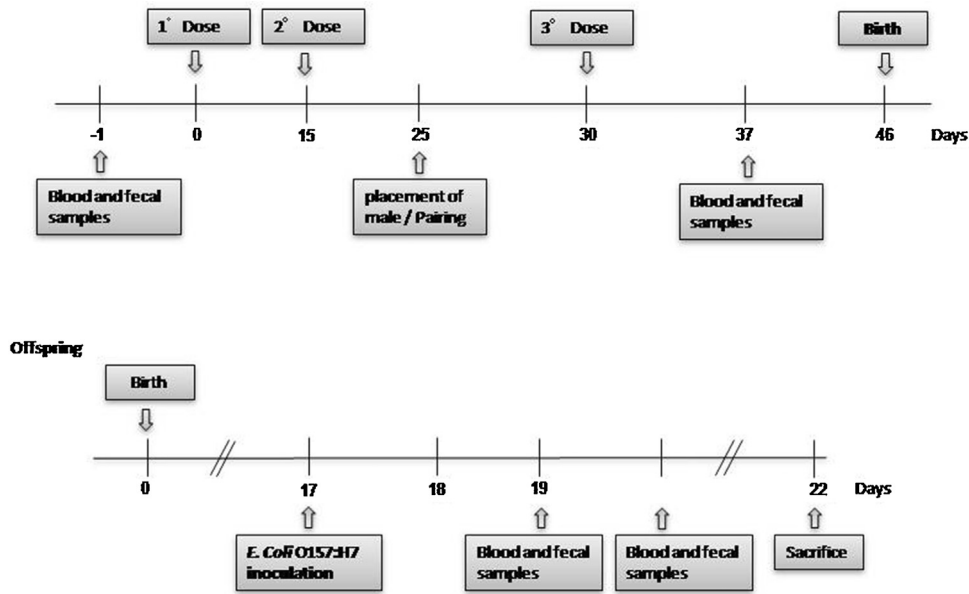 1° Dose
2° Dose
3° Dose
Birth
-1
0
15
25
30
37
46
Days
Blood and fecal
samples
placement of
male / Pairing
Blood and fecal
samples
Offspring
Birth
0
17
18
19
22
Days
E. Coli O157:H7
inoculation
Blood and fecal
samples
Blood and fecal
samples
Sacrifice